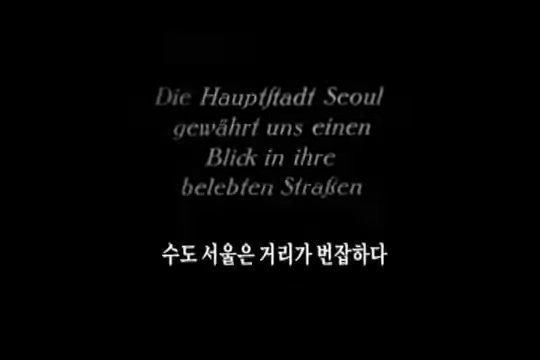 Die Hauptſtadt Seoul
gewährt uns einen
Blick in ihre
belebten Straßen
수도 서울은 거리가 번잡하다